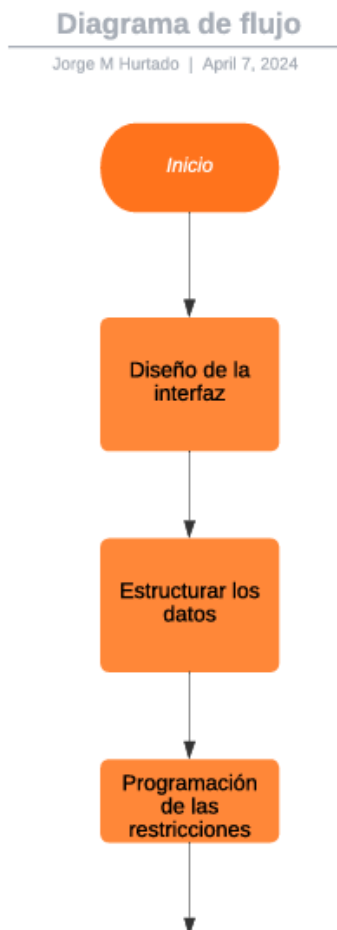 Diagrama de flujo
Jorge M Hurtado | April 7, 2024
Inicio
Diseño de la
interfaz
Estructurar los
datos
Programación
de las
restricciones